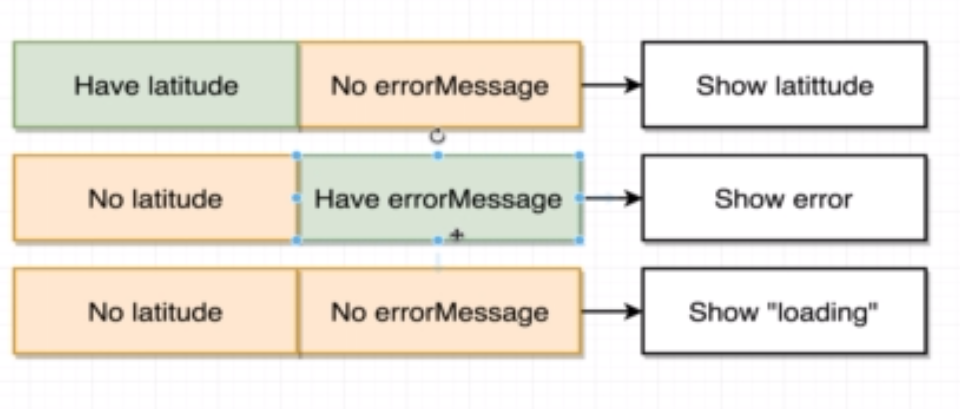 Have latitude No errorMessage Show latittude
No latitude Have errorMessage Show error
No latitude No errorMessage Show "loading"